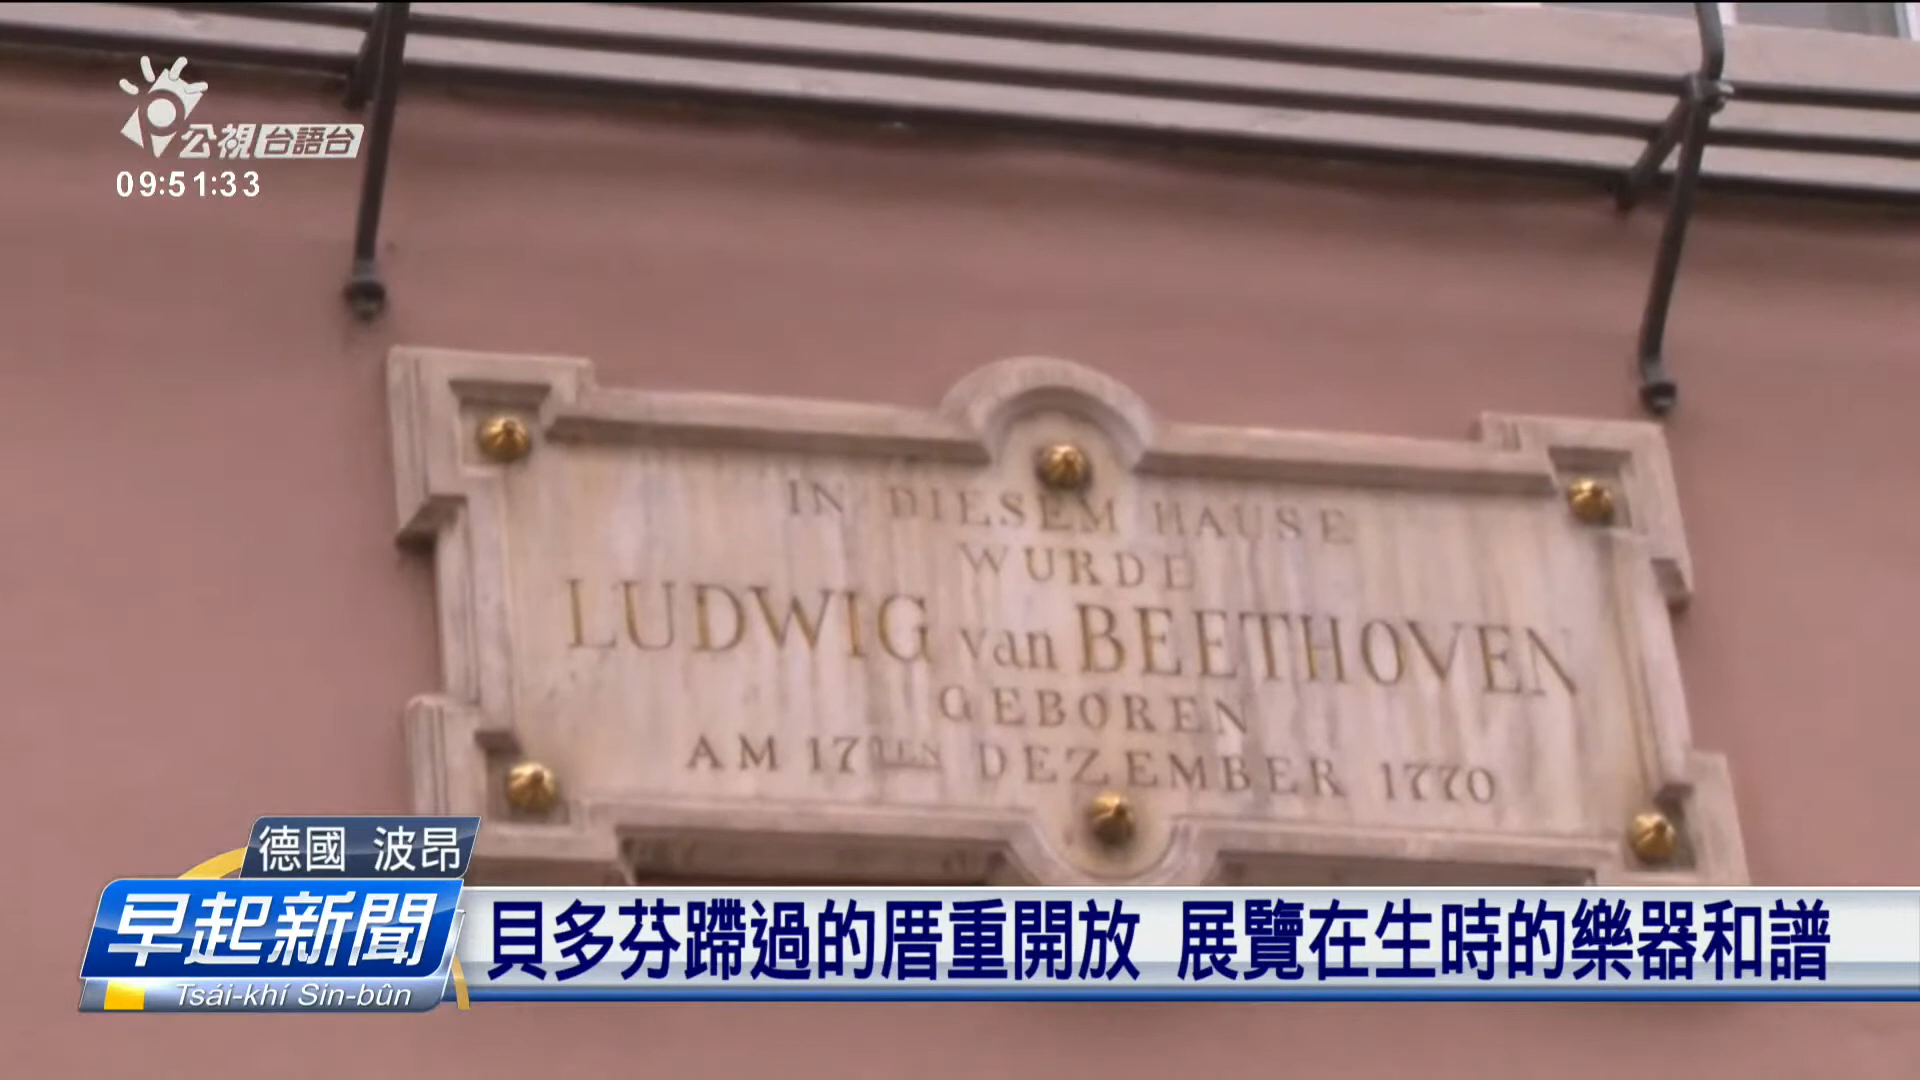 公視台語台
09:51:33
IN DIESEM HAUSE
WURDE
LUDWIG van BEETHOVEN
GEBOREN
AM 17TEN DEZEMBER 1770
德國 波昂
早起新聞
Tsái-khí Sin-bûn
貝多芬蹛過的厝重開放 展覽在生時的樂器和譜